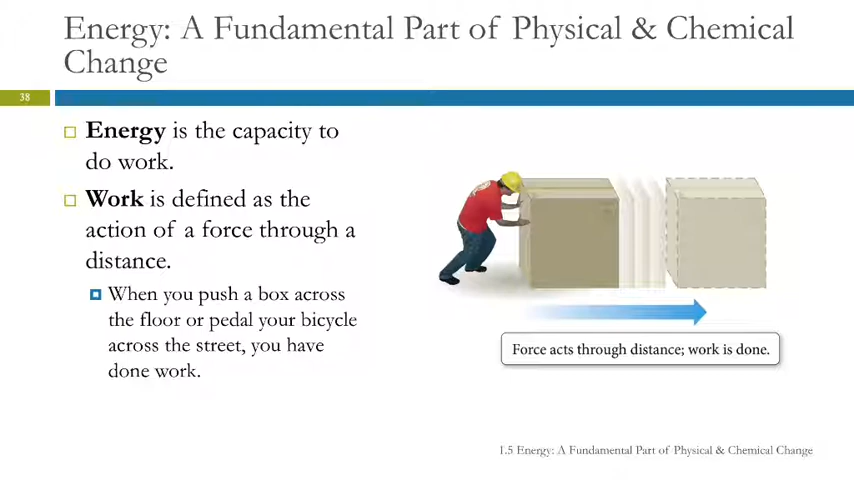 Energy: A Fundamental Part of Physical & Chemical
Change
38
Energy is the capacity to
do work.
Work is defined as the
action of a force through a
distance.
When you push a box across
the floor or pedal your bicycle
across the street, you have
done work.
Force acts through distance; work is done.
1.5 Energy: A Fundamental Part of Physical & Chemical Change